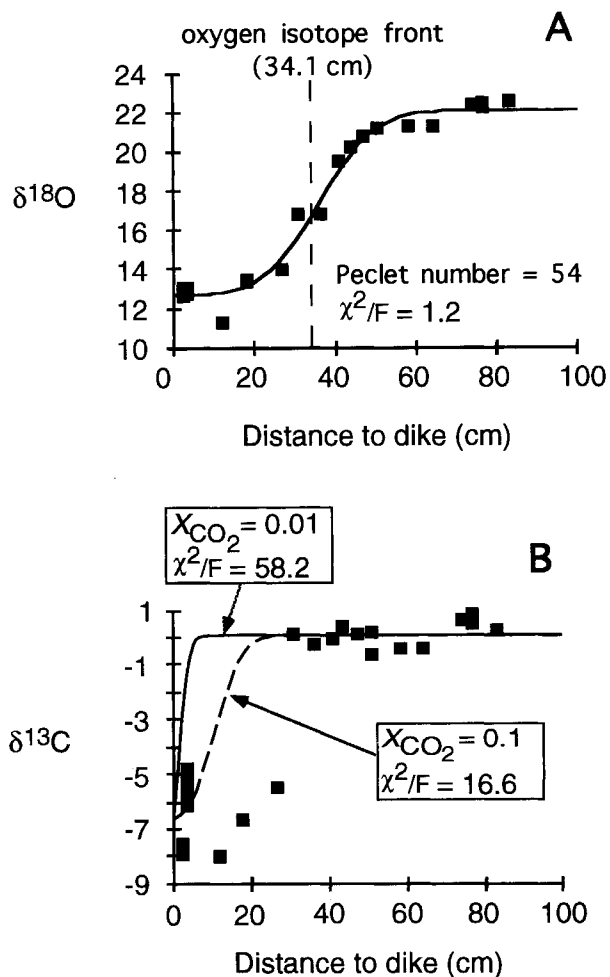 A
oxygen isotope front
(34.1 cm)
24
22
20
18
16
14
12
10
δ18O
Peclet number = 54
χ2/F = 1.2
0 20 40 60 80 100
Distance to dike (cm)
B
XCO2 = 0.01
χ2/F = 58.2
1
-1
-3
-5
-7
-9
δ13C
XCO2 = 0.1
χ2/F = 16.6
0 20 40 60 80 100
Distance to dike (cm)